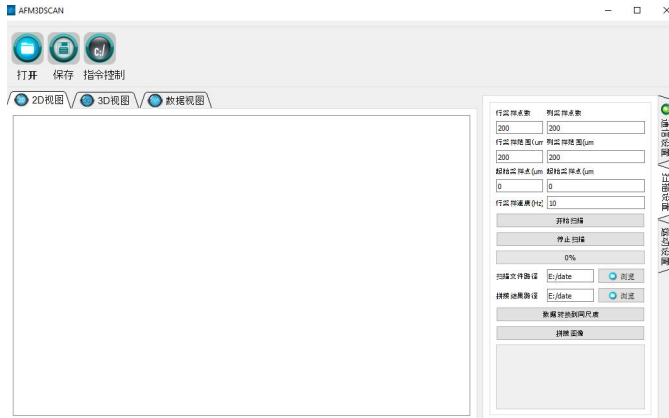 AFM3DSCAN
打开 保存 指令控制
2D视图 3D视图 数据视图
行采样点数 列采样点数
200 200
行采样范围(um 列采样范围(um
200 200
起始采样点(um 起始采样点(um
0 0
行采样速度(Hz) 10
开始扫描
停止扫描
0%
扫描文件路径 E:/date 浏览
拼接结果路径 E:/date 浏览
数据转换到同尺度
拼接图像
通信设置
扫描设置
驱动设置